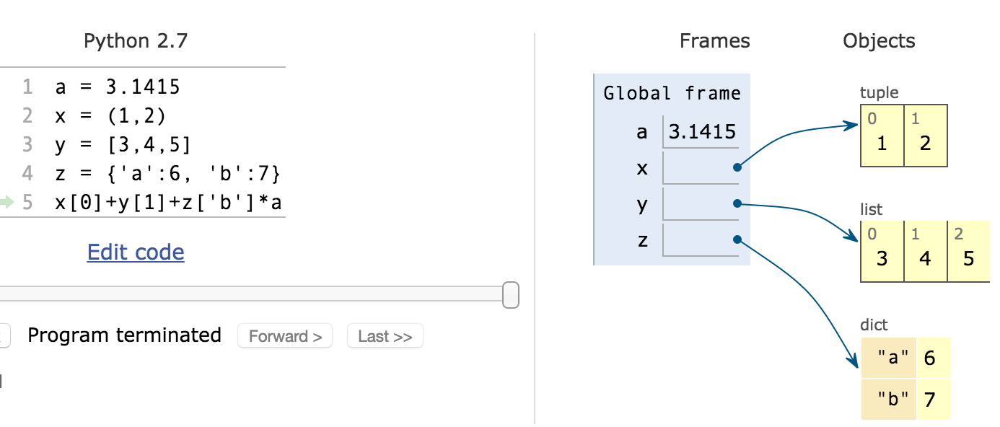 Python 2.7
1 a = 3.1415
2 x = (1,2)
3 y = [3,4,5]
4 z = {'a':6, 'b':7}
5 x[0]+y[1]+z['b']*a
Edit code
Program terminated Forward > Last >>
Frames Objects
Global frame
a 3.1415
x
y
z
tuple
0 1
1 2
list
0 1 2
3 4 5
dict
"a" 6
"b" 7